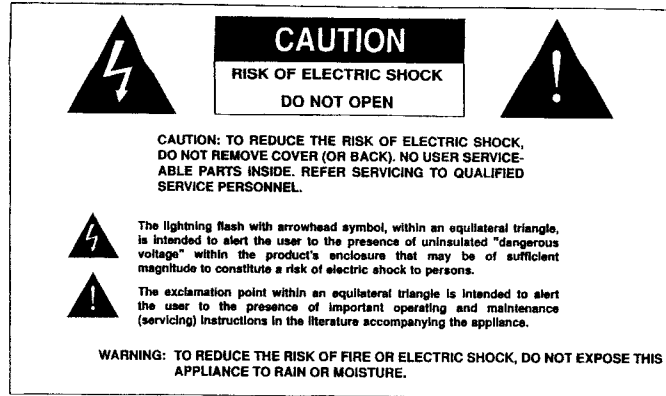 CAUTION
RISK OF ELECTRIC SHOCK
DO NOT OPEN
CAUTION: TO REDUCE THE RISK OF ELECTRIC SHOCK,
DO NOT REMOVE COVER (OR BACK). NO USER SERVICE-
ABLE PARTS INSIDE. REFER SERVICING TO QUALIFIED
SERVICE PERSONNEL.
The lightning flash with arrowhead symbol, within an equilateral triangle,
is intended to alert the user to the presence of uninsulated "dangerous
voltage" within the product's enclosure that may be of sufficient
magnitude to constitute a risk of electric shock to persons.
The exclamation point within an equilateral triangle is intended to alert
the user to the presence of important operating and maintenance
(servicing) instructions in the literature accompanying the appliance.
WARNING: TO REDUCE THE RISK OF FIRE OR ELECTRIC SHOCK, DO NOT EXPOSE THIS
APPLIANCE TO RAIN OR MOISTURE.